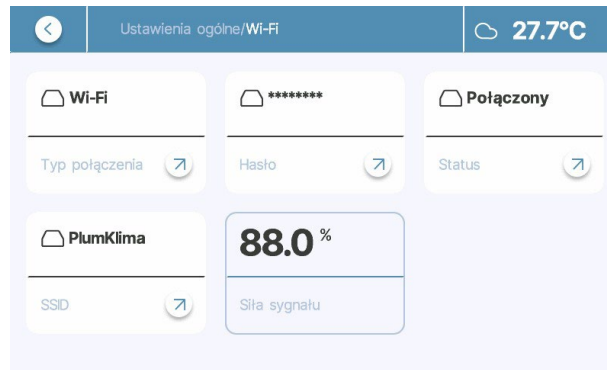 Ustawienia ogólne/Wi-Fi
27.7°C
Wi-Fi
Typ połączenia
********
Hasło
Połączony
Status
PlumKlima
SSID
88.0 %
Siła sygnału